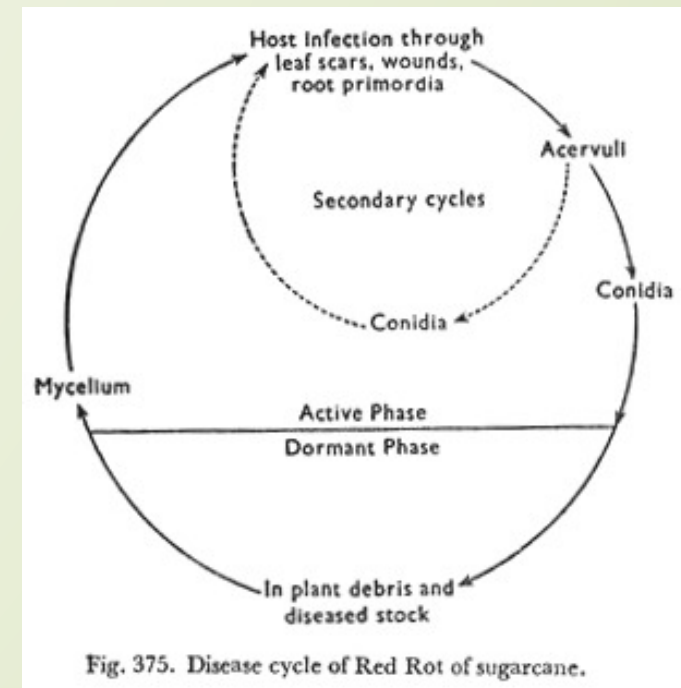 Host Infection through
leaf scars, wounds,
root primordia
Acervuli
Secondary cycles
Conidia
Conidia
Mycelium
Active Phase
Dormant Phase
In plant debris and
diseased stock
Fig. 375. Disease cycle of Red Rot of sugarcane.